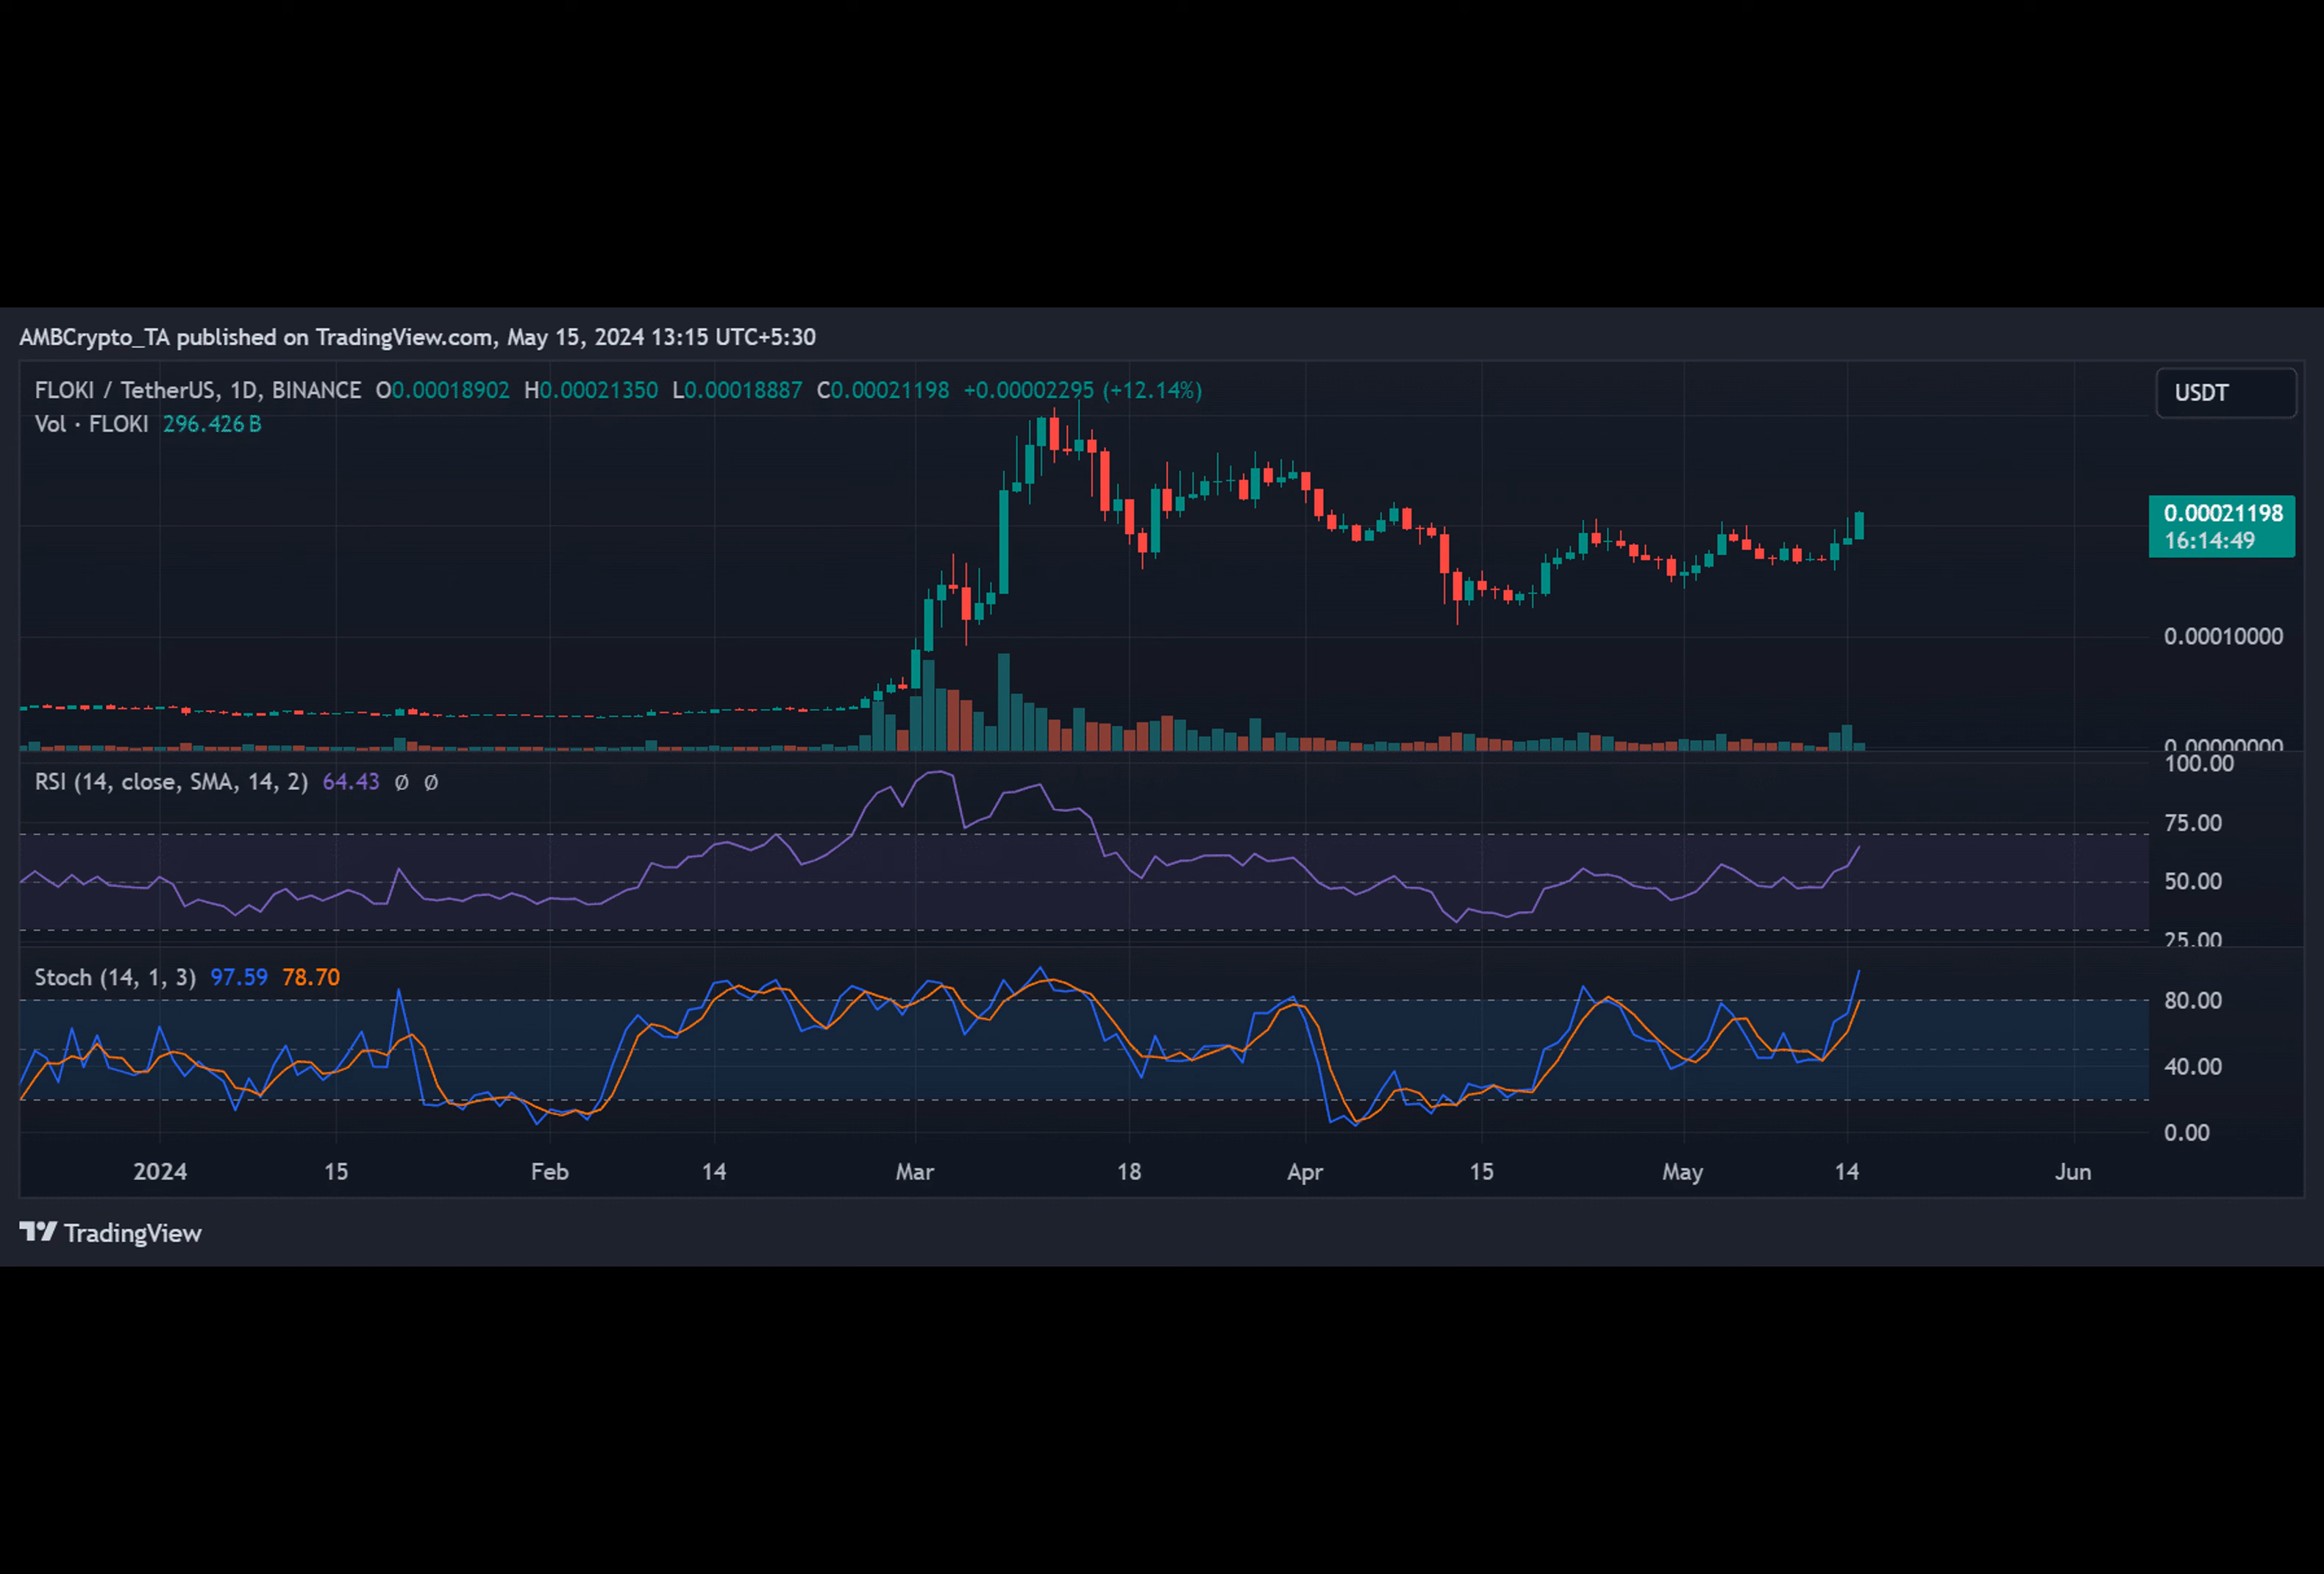 AMBCrypto_TA published on TradingView.com, May 15, 2024 13:15 UTC+5:30
FLOKI / TetherUS, 1D, BINANCE O0.00018902 H0.00021350 L0.00018887 C0.00021198 +0.00002295 (+12.14%)
USDT
Vol · FLOKI 296.426 B
0.00021198
16:14:49
0.00010000
0.00000000
100.00
RSI (14, close, SMA, 14, 2) 64.43 Ø Ø
75.00
50.00
25.00
Stoch (14, 1, 3) 97.59 78.70
80.00
40.00
0.00
2024 15 Feb 14 Mar 18 Apr 15 May 14 Jun
TradingView